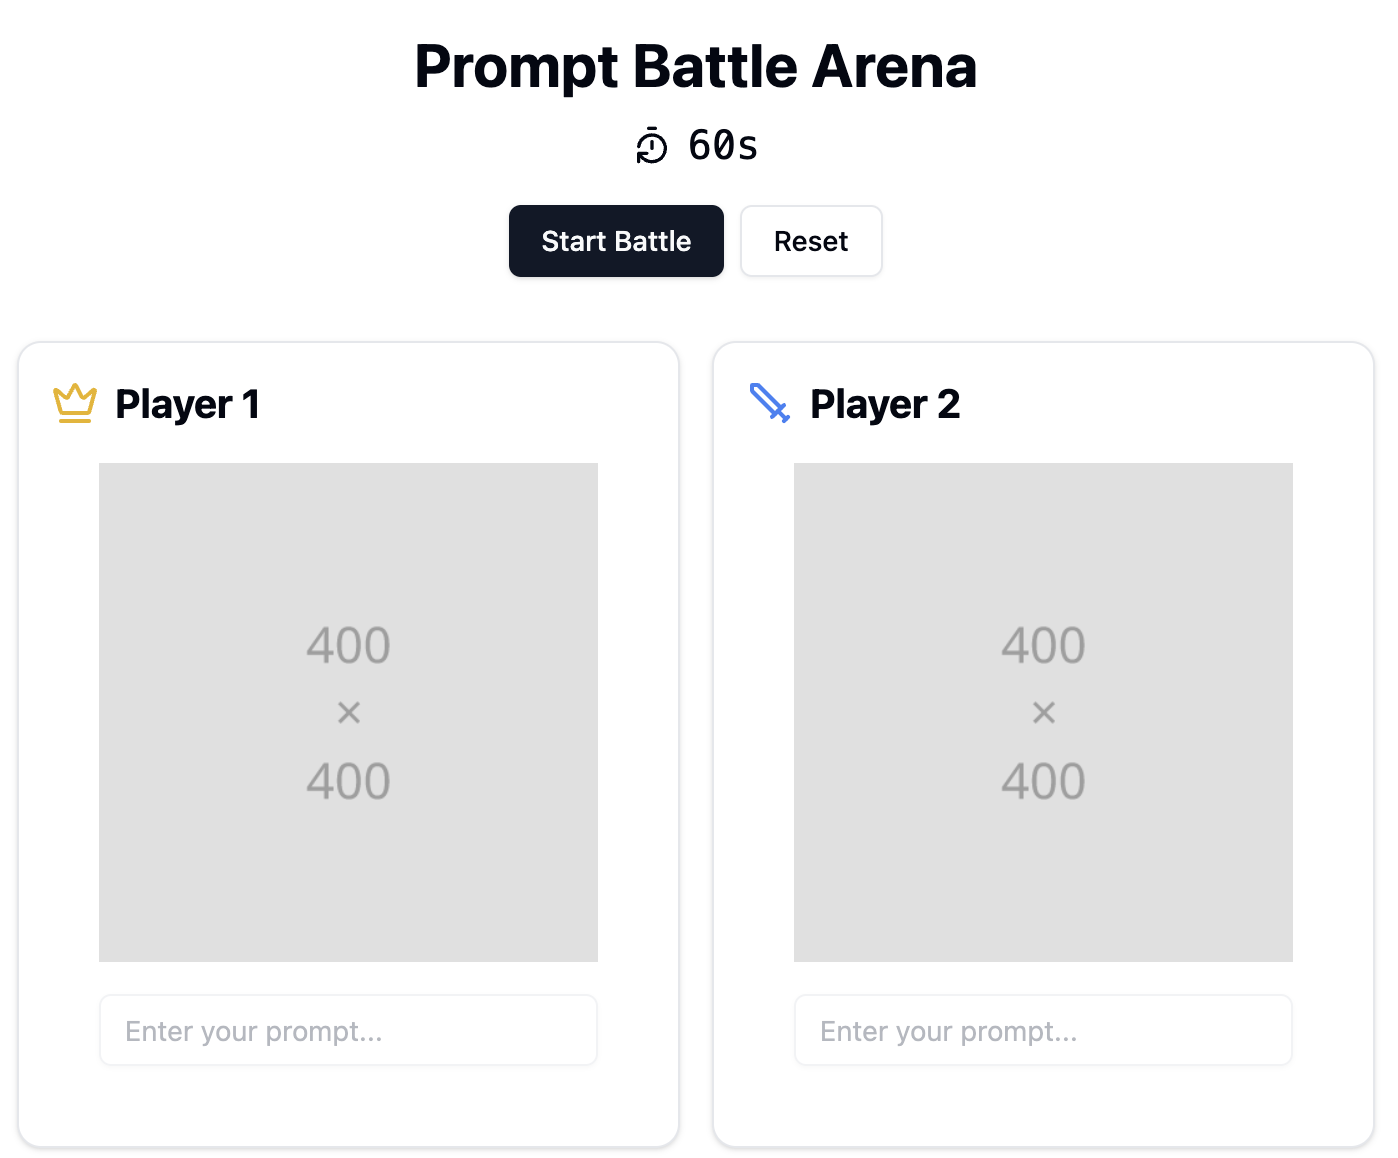 Prompt Battle Arena
60s
Start Battle
Reset
Player 1
400
×
400
Enter your prompt...
Player 2
400
×
400
Enter your prompt...